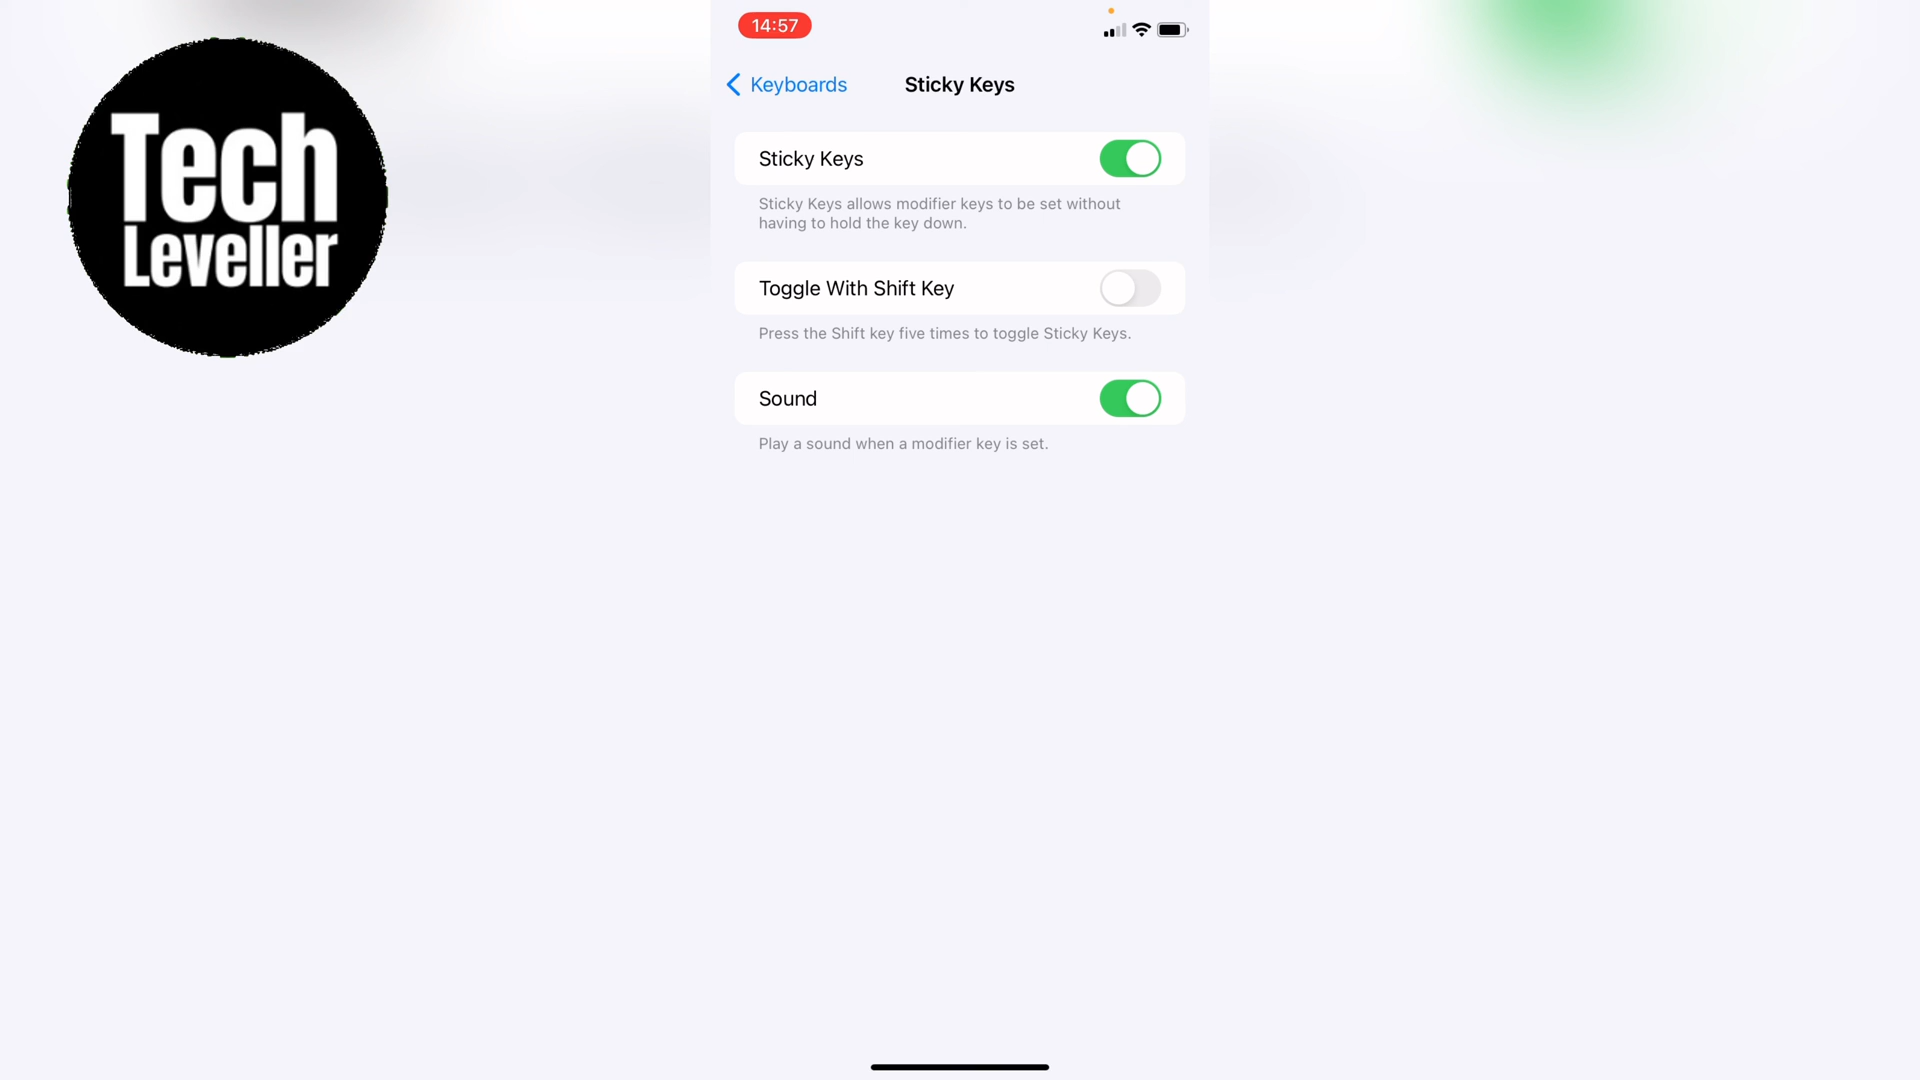 Tech
Leveller
14:57
Keyboards
Sticky Keys
Sticky Keys
Sticky Keys allows modifier keys to be set without
having to hold the key down.
Toggle With Shift Key
Press the Shift key five times to toggle Sticky Keys.
Sound
Play a sound when a modifier key is set.